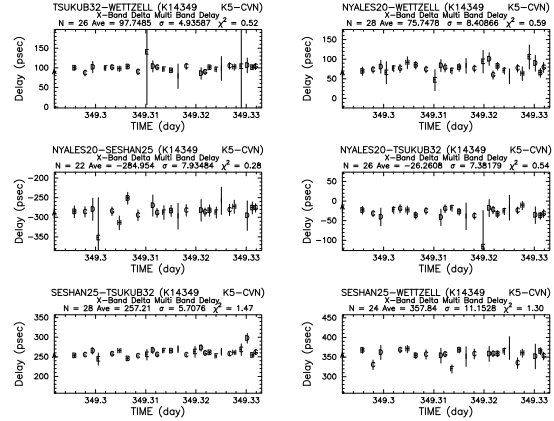 TSUKUB32-WETTZELL (K14349 K5-CVN)
X-Band Delta Multi Band Delay
N = 26 Ave = 97.7485 σ = 4.93587 χ² = 0.52
Delay (psec)
150
100
50
0
349.3 349.31 349.32 349.33
TIME (day)
NYALES20-WETTZELL (K14349 K5-CVN)
X-Band Delta Multi Band Delay
N = 28 Ave = 75.7478 σ = 8.40866 χ² = 0.59
Delay (psec)
150
100
50
0
349.3 349.31 349.32 349.33
TIME (day)
NYALES20-SESHAN25 (K14349 K5-CVN)
X-Band Delta Multi Band Delay
N = 22 Ave = -284.954 σ = 7.93484 χ² = 0.28
Delay (psec)
-200
-250
-300
-350
349.3 349.31 349.32 349.33
TIME (day)
NYALES20-TSUKUB32 (K14349 K5-CVN)
X-Band Delta Multi Band Delay
N = 26 Ave = -26.2608 σ = 7.38179 χ² = 0.54
Delay (psec)
50
0
-50
-100
349.3 349.31 349.32 349.33
TIME (day)
SESHAN25-TSUKUB32 (K14349 K5-CVN)
X-Band Delta Multi Band Delay
N = 28 Ave = 257.21 σ = 5.7076 χ² = 1.47
Delay (psec)
350
300
250
200
349.3 349.31 349.32 349.33
TIME (day)
SESHAN25-WETTZELL (K14349 K5-CVN)
X-Band Delta Multi Band Delay
N = 24 Ave = 357.84 σ = 11.1528 χ² = 1.30
Delay (psec)
450
400
350
300
349.3 349.31 349.32 349.33
TIME (day)